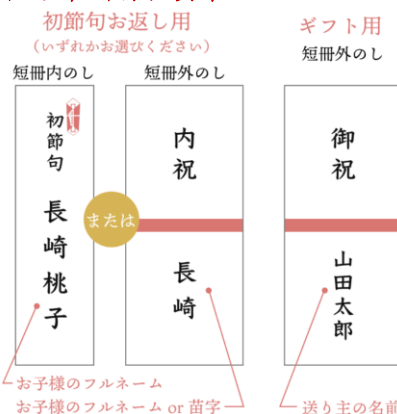 初節句お返し用
（いずれかお選びください）
短冊内のし
短冊外のし
初節句
長崎桃子
または
内祝
長崎
お子様のフルネーム
お子様のフルネーム or 苗字
ギフト用
短冊外のし
御祝
山田太郎
送り主の名前